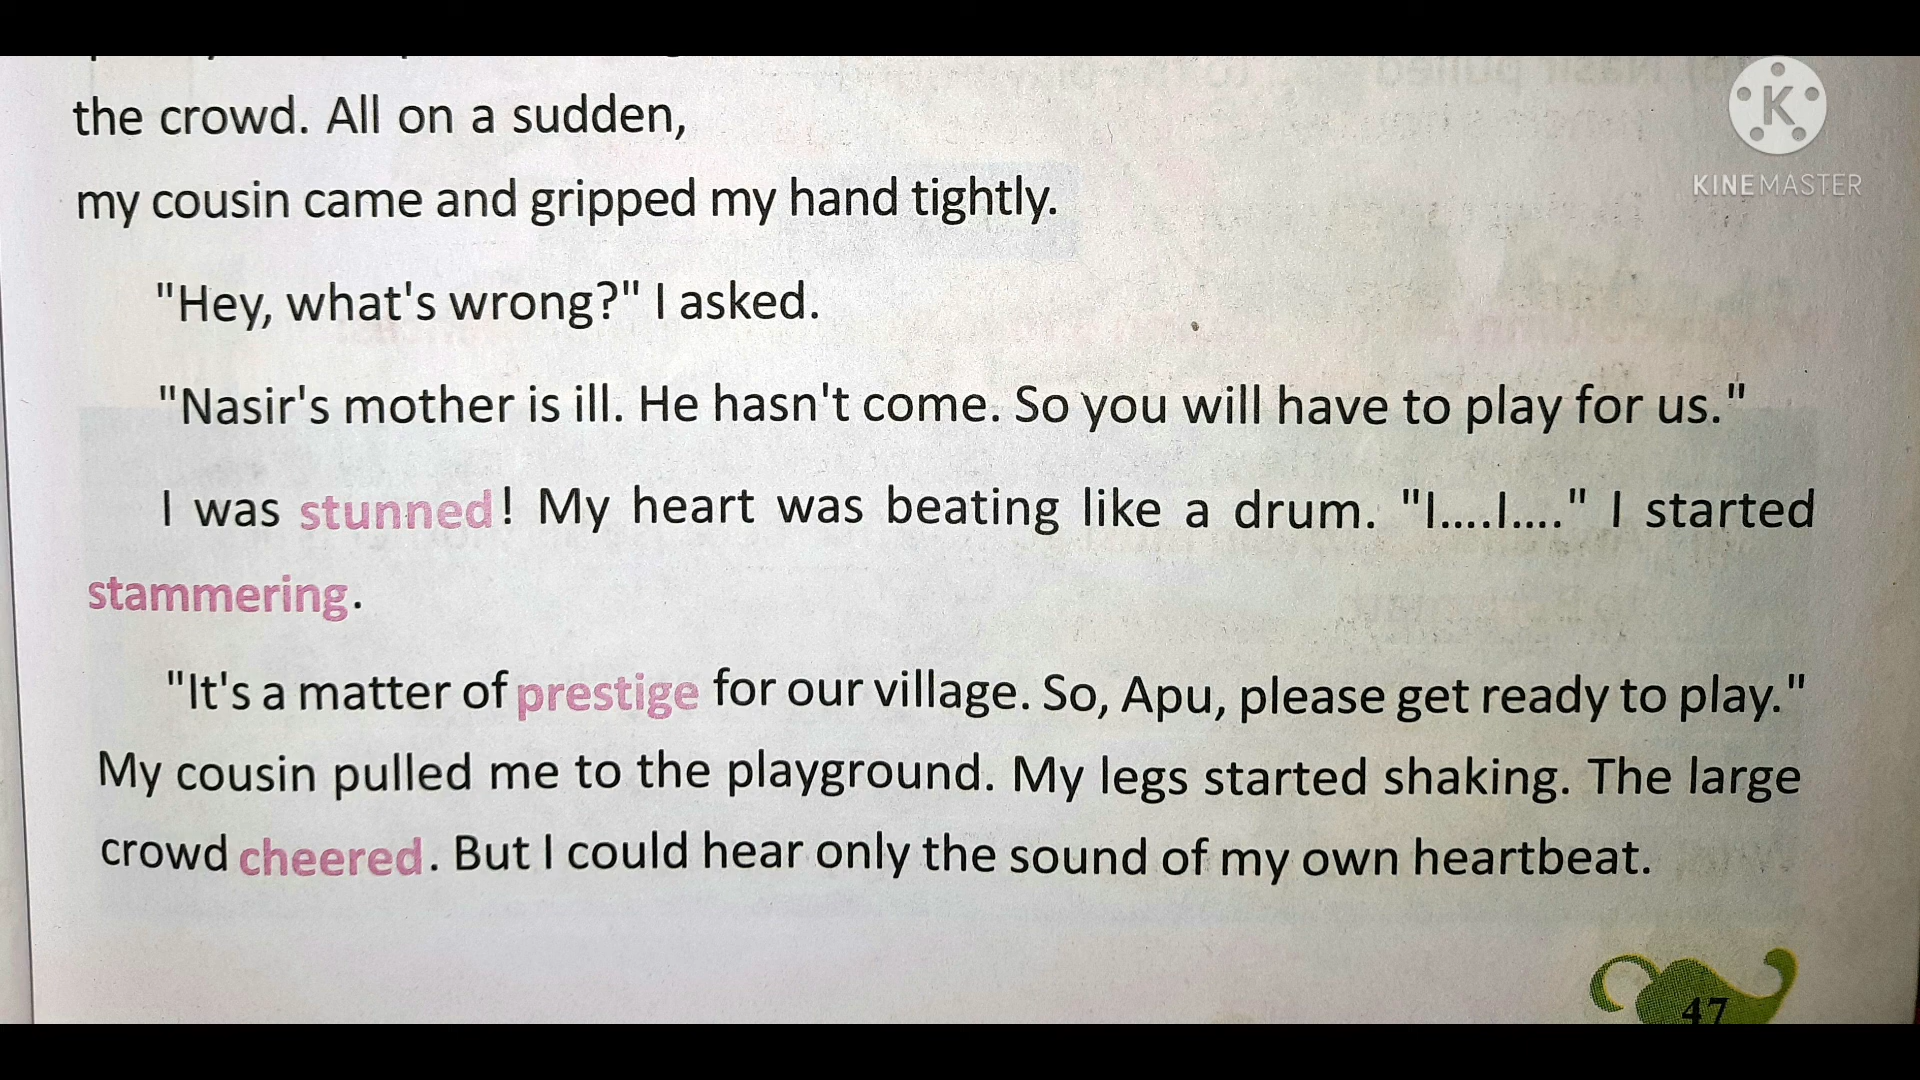 the crowd. All on a sudden,
my cousin came and gripped my hand tightly.
"Hey, what's wrong?" I asked.
"Nasir's mother is ill. He hasn't come. So you will have to play for us."
I was stunned! My heart was beating like a drum. "I....I...." I started
stammering.
"It's a matter of prestige for our village. So, Apu, please get ready to play."
My cousin pulled me to the playground. My legs started shaking. The large
crowd cheered. But I could hear only the sound of my own heartbeat.
47
K
KINEMASTER